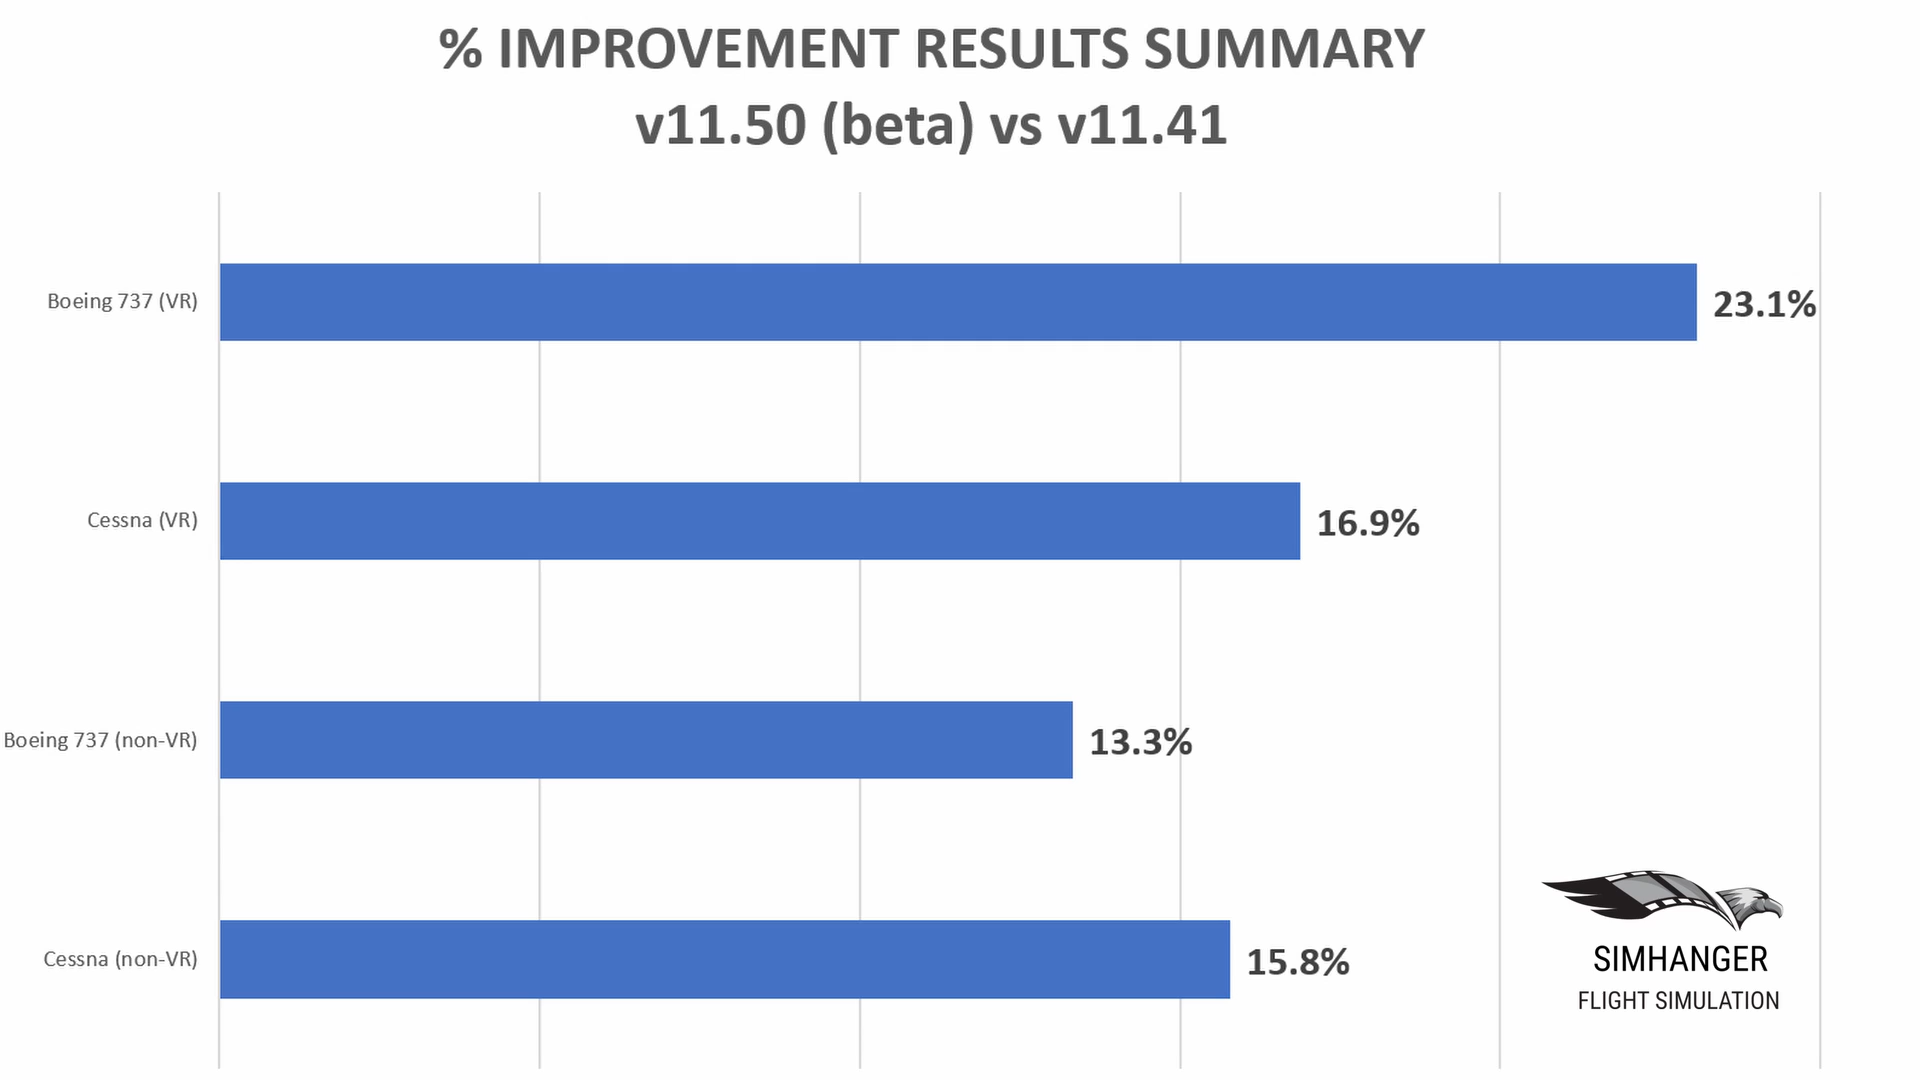 % IMPROVEMENT RESULTS SUMMARY
v11.50 (beta) vs v11.41
Boeing 737 (VR)
23.1%
Cessna (VR)
16.9%
Boeing 737 (non-VR)
13.3%
Cessna (non-VR)
15.8%
SIMHANGER
FLIGHT SIMULATION